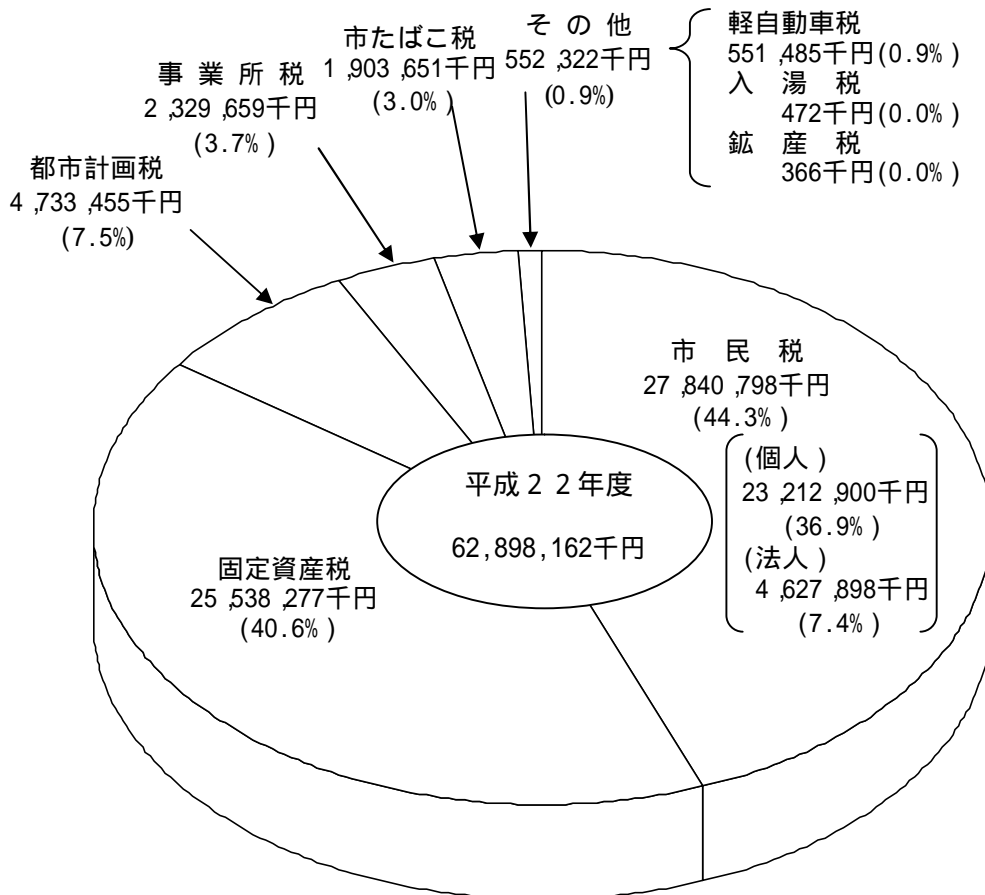 市たばこ税
1,903,651千円
(3.0%)
そ の 他
552,322千円
(0.9%)
軽自動車税
551,485千円(0.9%)
入 湯 税
472千円(0.0%)
鉱 産 税
366千円(0.0%)
事 業 所 税
2,329,659千円
(3.7%)
都市計画税
4,733,455千円
(7.5%)
市 民 税
27,840,798千円
(44.3%)
(個人)
23,212,900千円
(36.9%)
(法人)
4,627,898千円
(7.4%)
平成22年度
62,898,162千円
固定資産税
25,538,277千円
(40.6%)